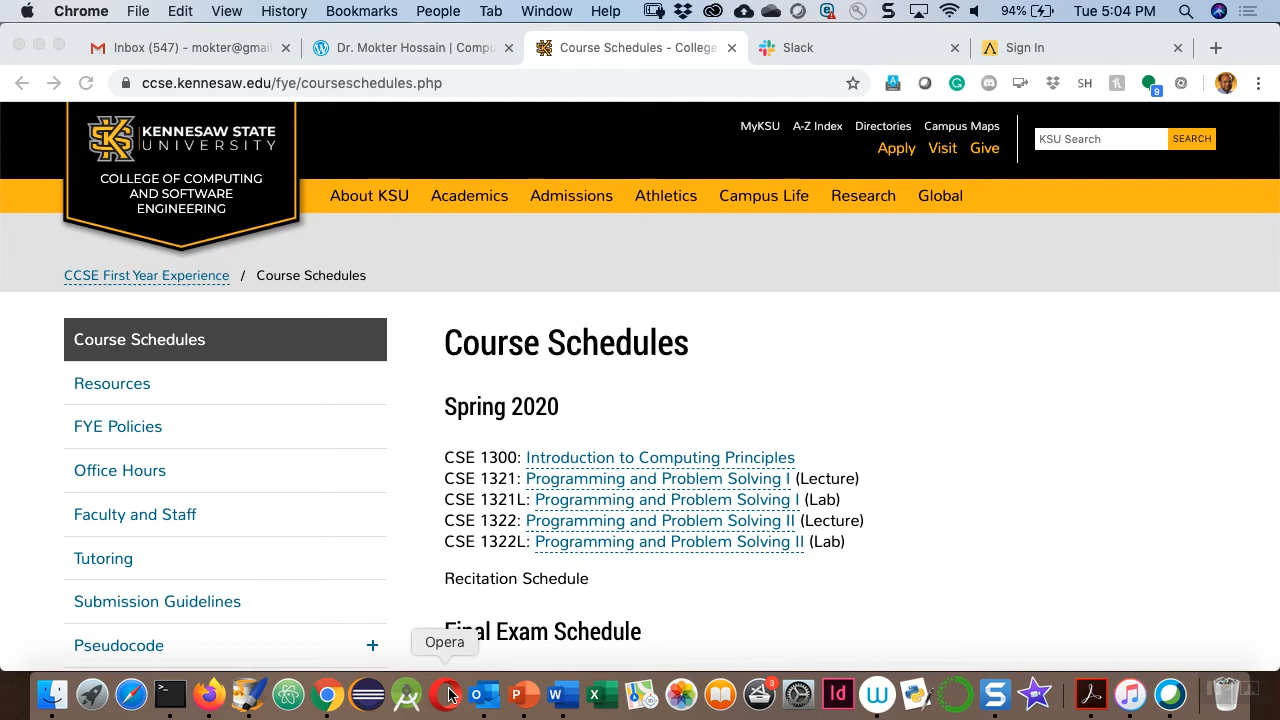 Chrome File Edit View History Bookmarks People Tab Window Help 94% Tue 5:04 PM
Inbox (547) - mokter@gmail Dr. Mokter Hossain | Compu Course Schedules - College Slack Sign In
ccse.kennesaw.edu/fye/courseschedules.php SH 9
KENNESAW STATE
UNIVERSITY
COLLEGE OF COMPUTING
AND SOFTWARE
ENGINEERING
MyKSU A-Z Index Directories Campus Maps
Apply Visit Give
KSU Search SEARCH
About KSU Academics Admissions Athletics Campus Life Research Global
CCSE First Year Experience / Course Schedules
Course Schedules
Resources
FYE Policies
Office Hours
Faculty and Staff
Tutoring
Submission Guidelines
Pseudocode +
Course Schedules
Spring 2020
CSE 1300: Introduction to Computing Principles
CSE 1321: Programming and Problem Solving I (Lecture)
CSE 1321L: Programming and Problem Solving I (Lab)
CSE 1322: Programming and Problem Solving II (Lecture)
CSE 1322L: Programming and Problem Solving II (Lab)
Recitation Schedule
Final Exam Schedule
Opera
3
Id